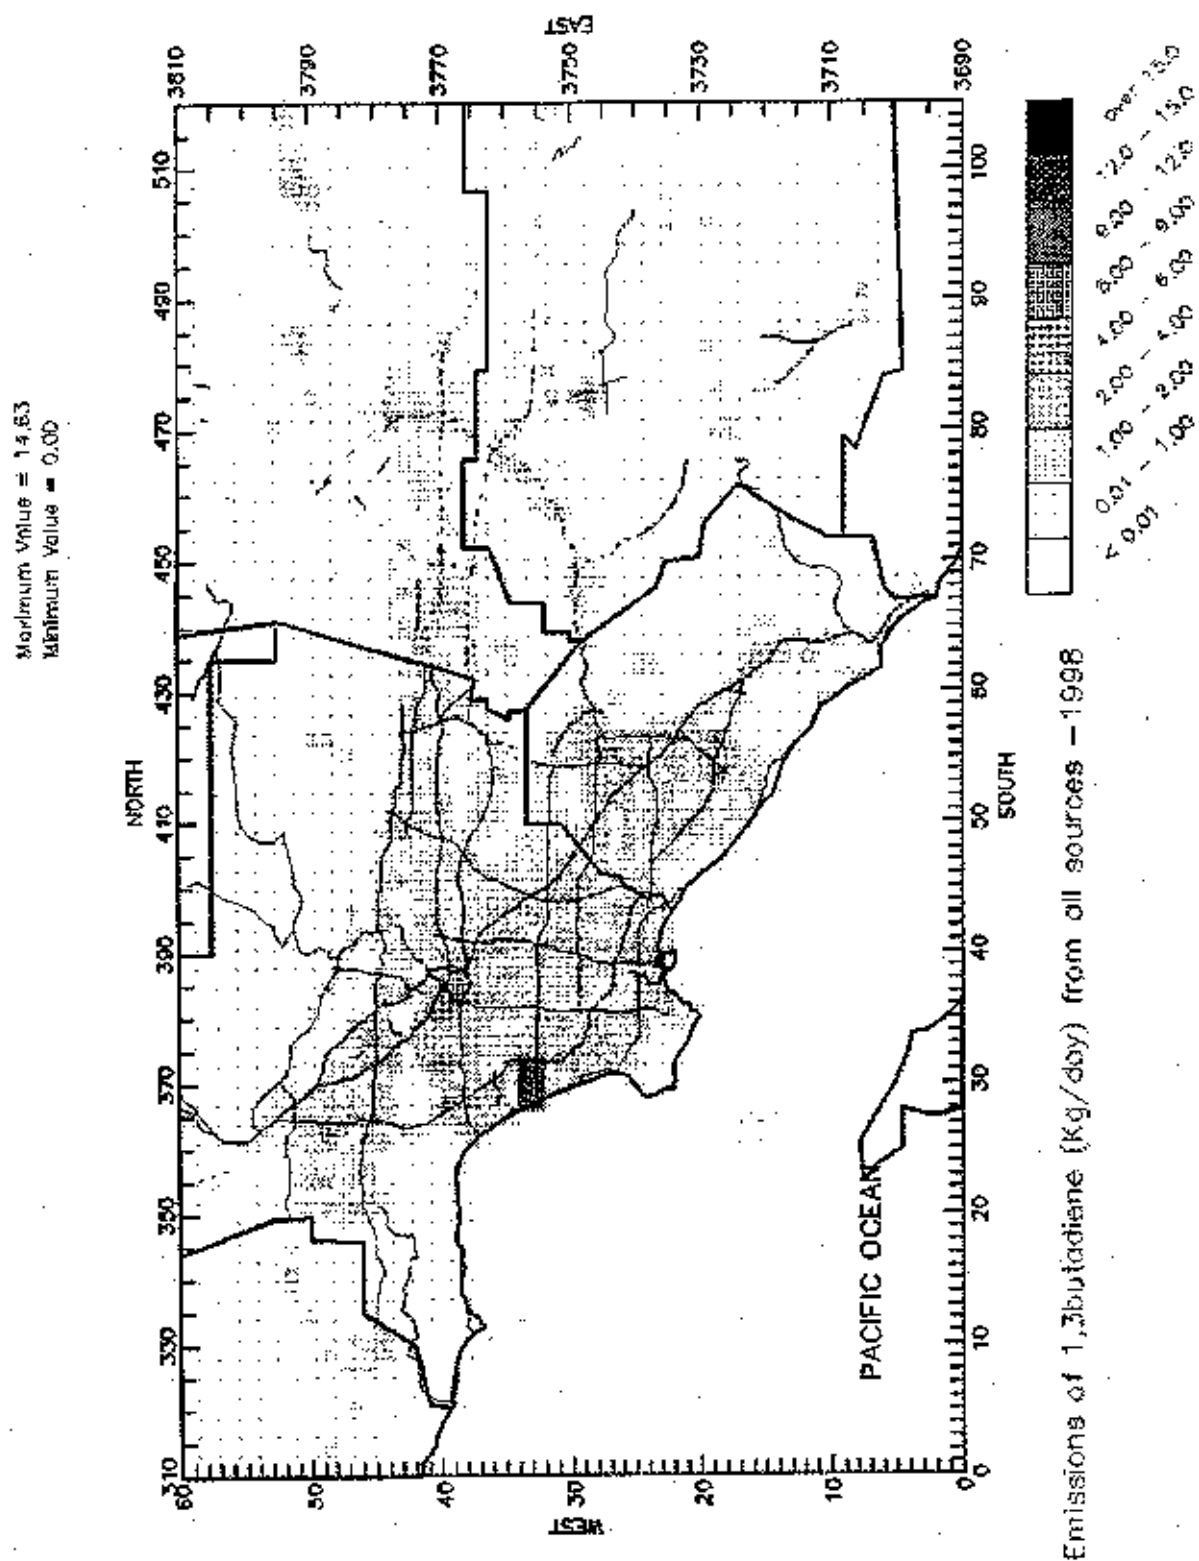 Maximum Value = 14.63
Minimum Value = 0.00
NORTH
310 330 350 370 390 410 430 450 470 490 510
60 3810
50 3790
40 3770
WEST EAST
30 3750
20 3730
10 3710
PACIFIC OCEAN
0 3690
0 10 20 30 40 50 60 70 80 90 100
SOUTH
Emissions of 1,3butadiene (Kg/day) from all sources -1998
< 0.01
0.01 - 1.00
1.00 - 2.00
2.00 - 4.00
4.00 - 6.00
6.00 - 9.00
9.00 - 12.0
12.0 -
Over